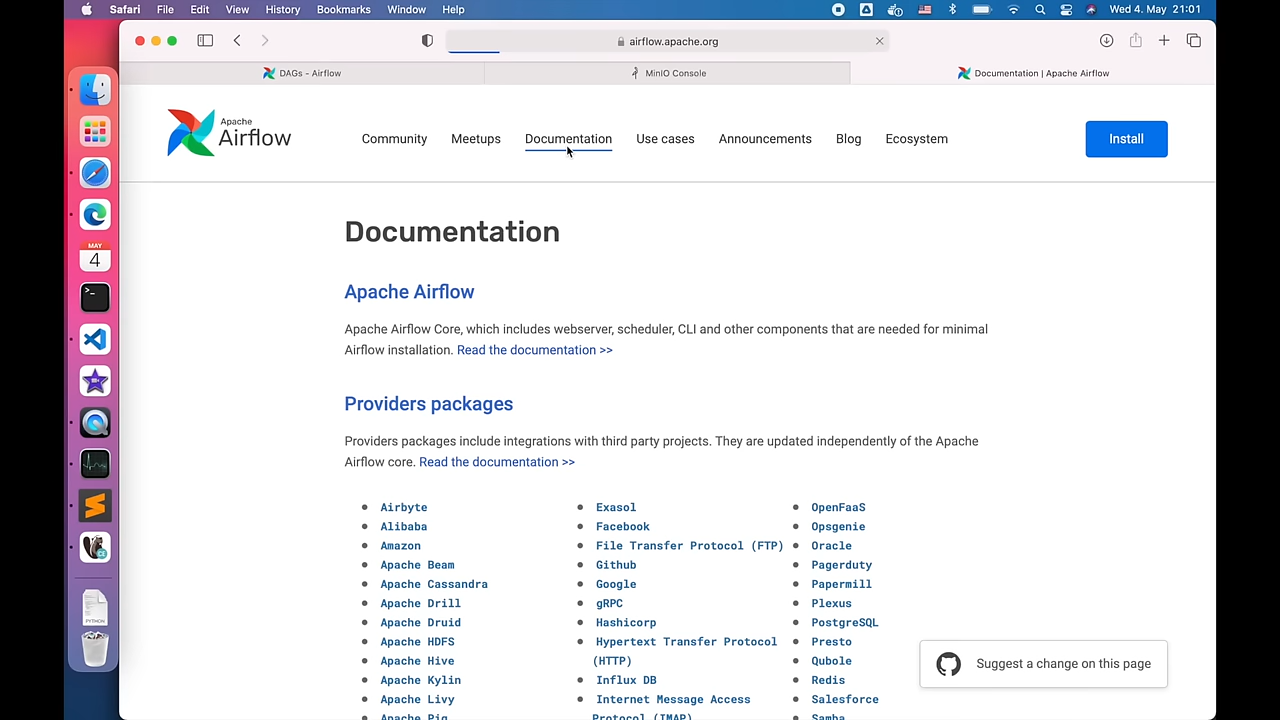 Safari File Edit View History Bookmarks Window Help Wed 4. May 21:01
airflow.apache.org
DAGs - Airflow MinIO Console Documentation | Apache Airflow
Apache
Airflow
Community Meetups Documentation Use cases Announcements Blog Ecosystem Install
MAY
4
PYTHON
Documentation
Apache Airflow
Apache Airflow Core, which includes webserver, scheduler, CLI and other components that are needed for minimal
Airflow installation. Read the documentation >>
Providers packages
Providers packages include integrations with third party projects. They are updated independently of the Apache
Airflow core. Read the documentation >>
Airbyte
Alibaba
Amazon
Apache Beam
Apache Cassandra
Apache Drill
Apache Druid
Apache HDFS
Apache Hive
Apache Kylin
Apache Livy
Apache Pig
Exasol
Facebook
File Transfer Protocol (FTP)
Github
Google
gRPC
Hashicorp
Hypertext Transfer Protocol
(HTTP)
Influx DB
Internet Message Access
Protocol (IMAP)
OpenFaaS
Opsgenie
Oracle
Pagerduty
Papermill
Plexus
PostgreSQL
Presto
Qubole
Redis
Salesforce
Samba
Suggest a change on this page